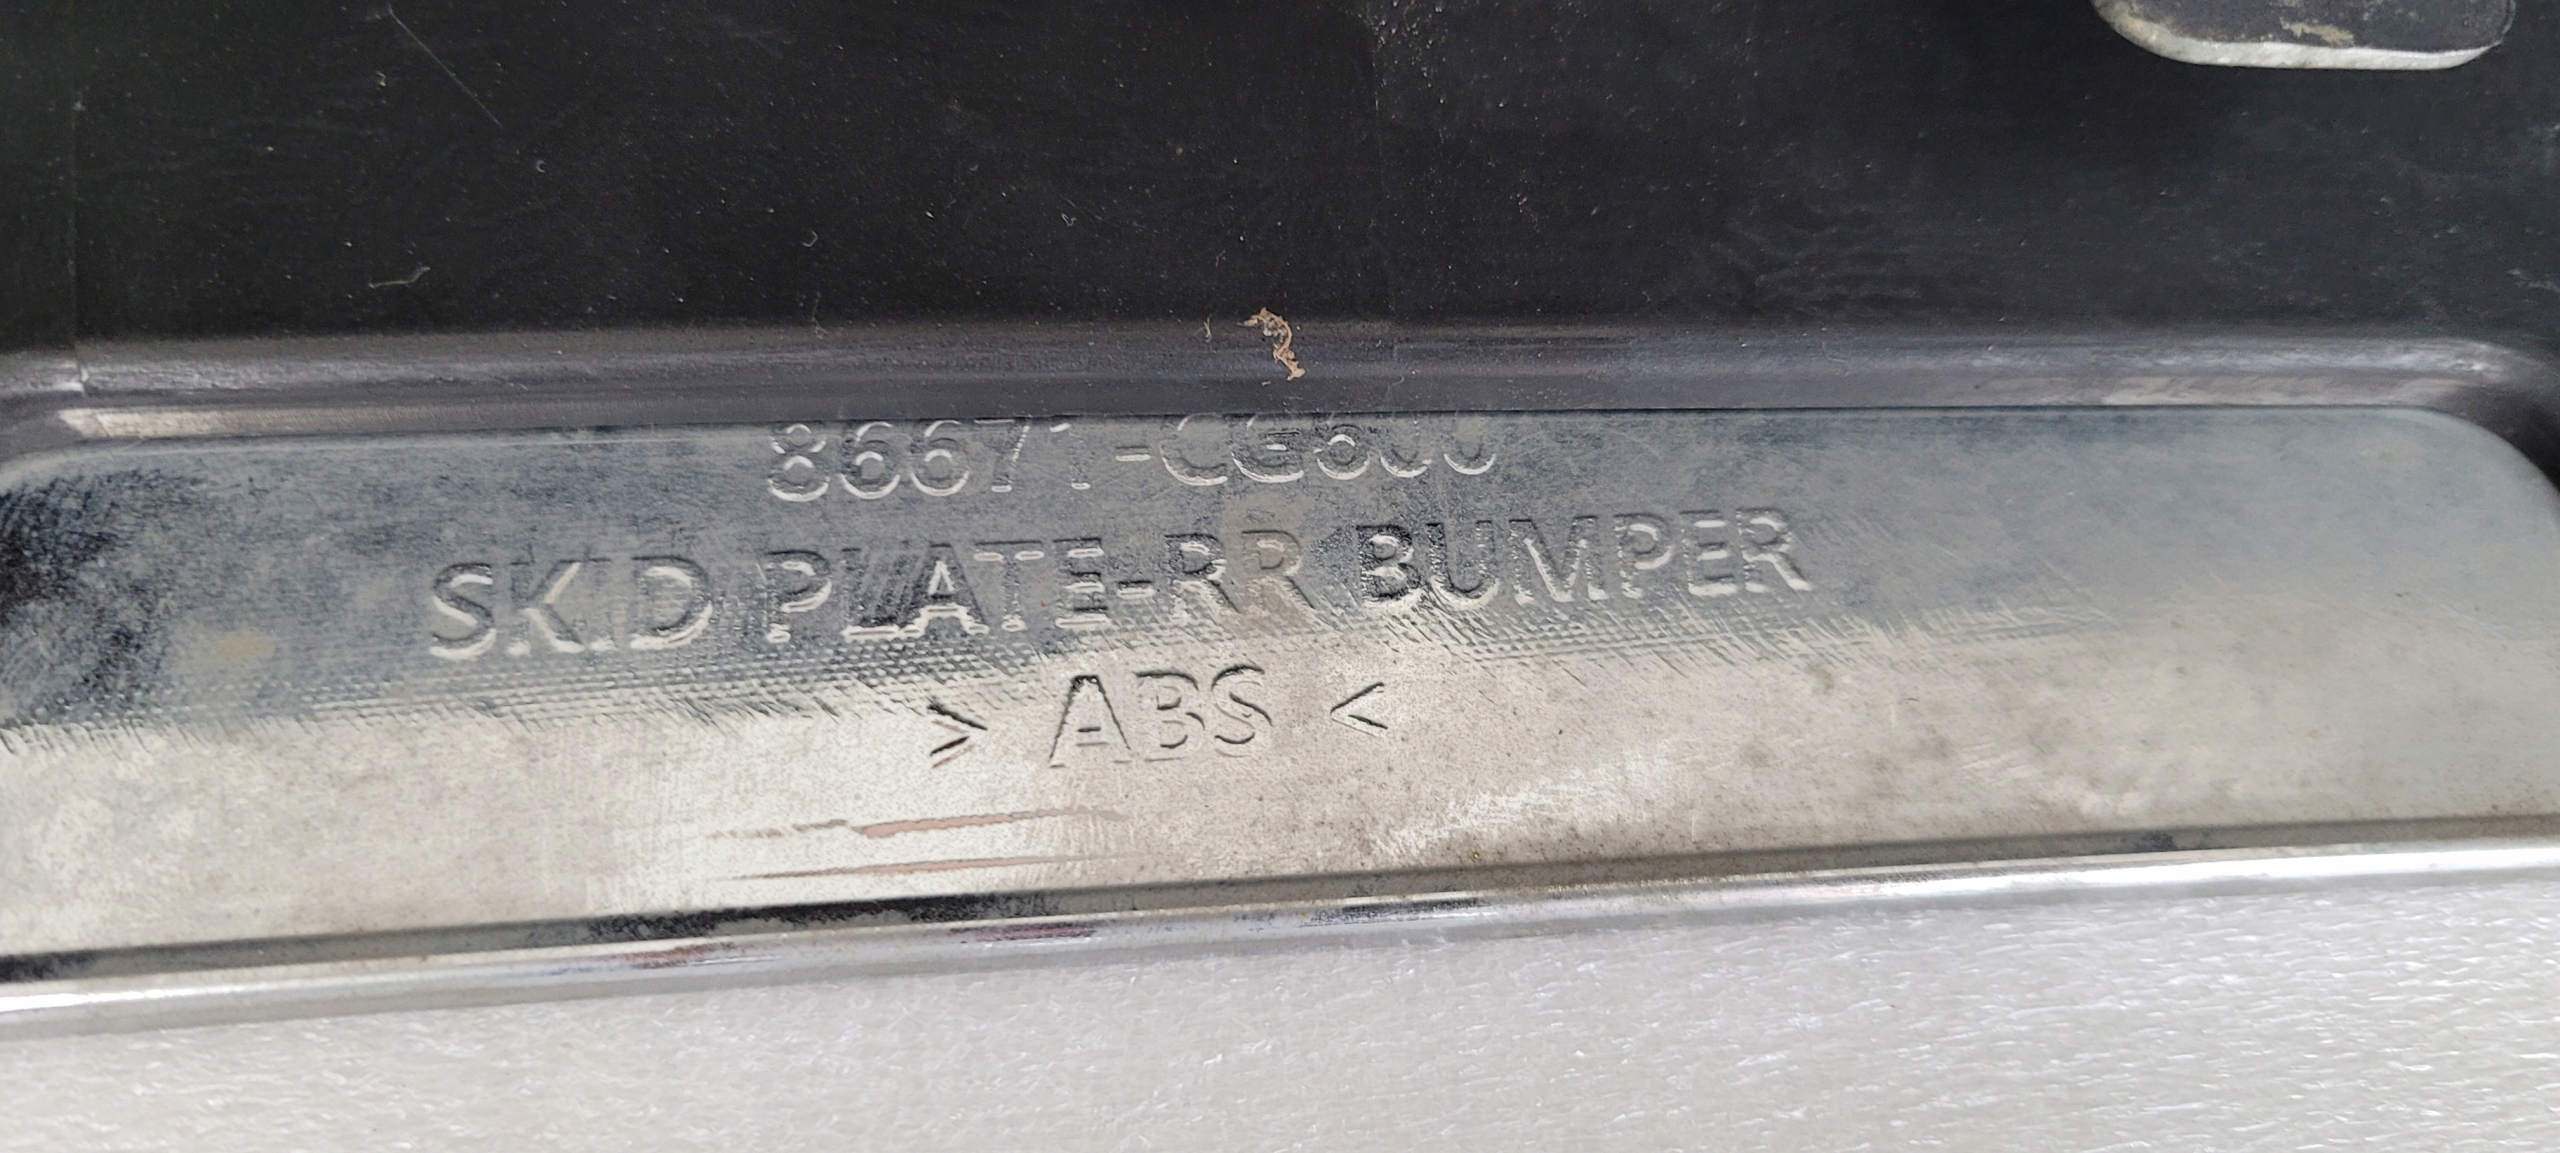 86671-CG600
SKID PLATE-RR BUMPER
> ABS <